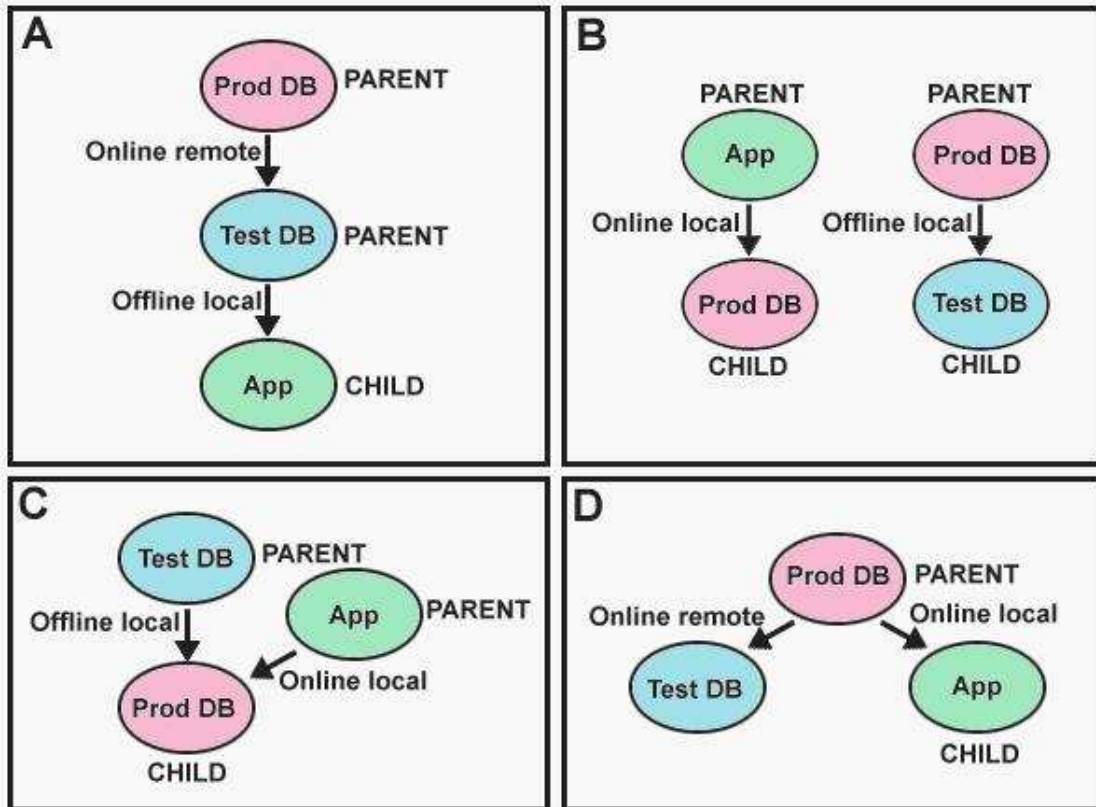 A
Prod DB PARENT
Online remote
Test DB PARENT
Offline local
App CHILD
B
PARENT PARENT
App Prod DB
Online local Offline local
Prod DB Test DB
CHILD CHILD
C
Test DB PARENT
App PARENT
Offline local
Online local
Prod DB
CHILD
D
Prod DB PARENT
Online remote Online local
Test DB App
CHILD